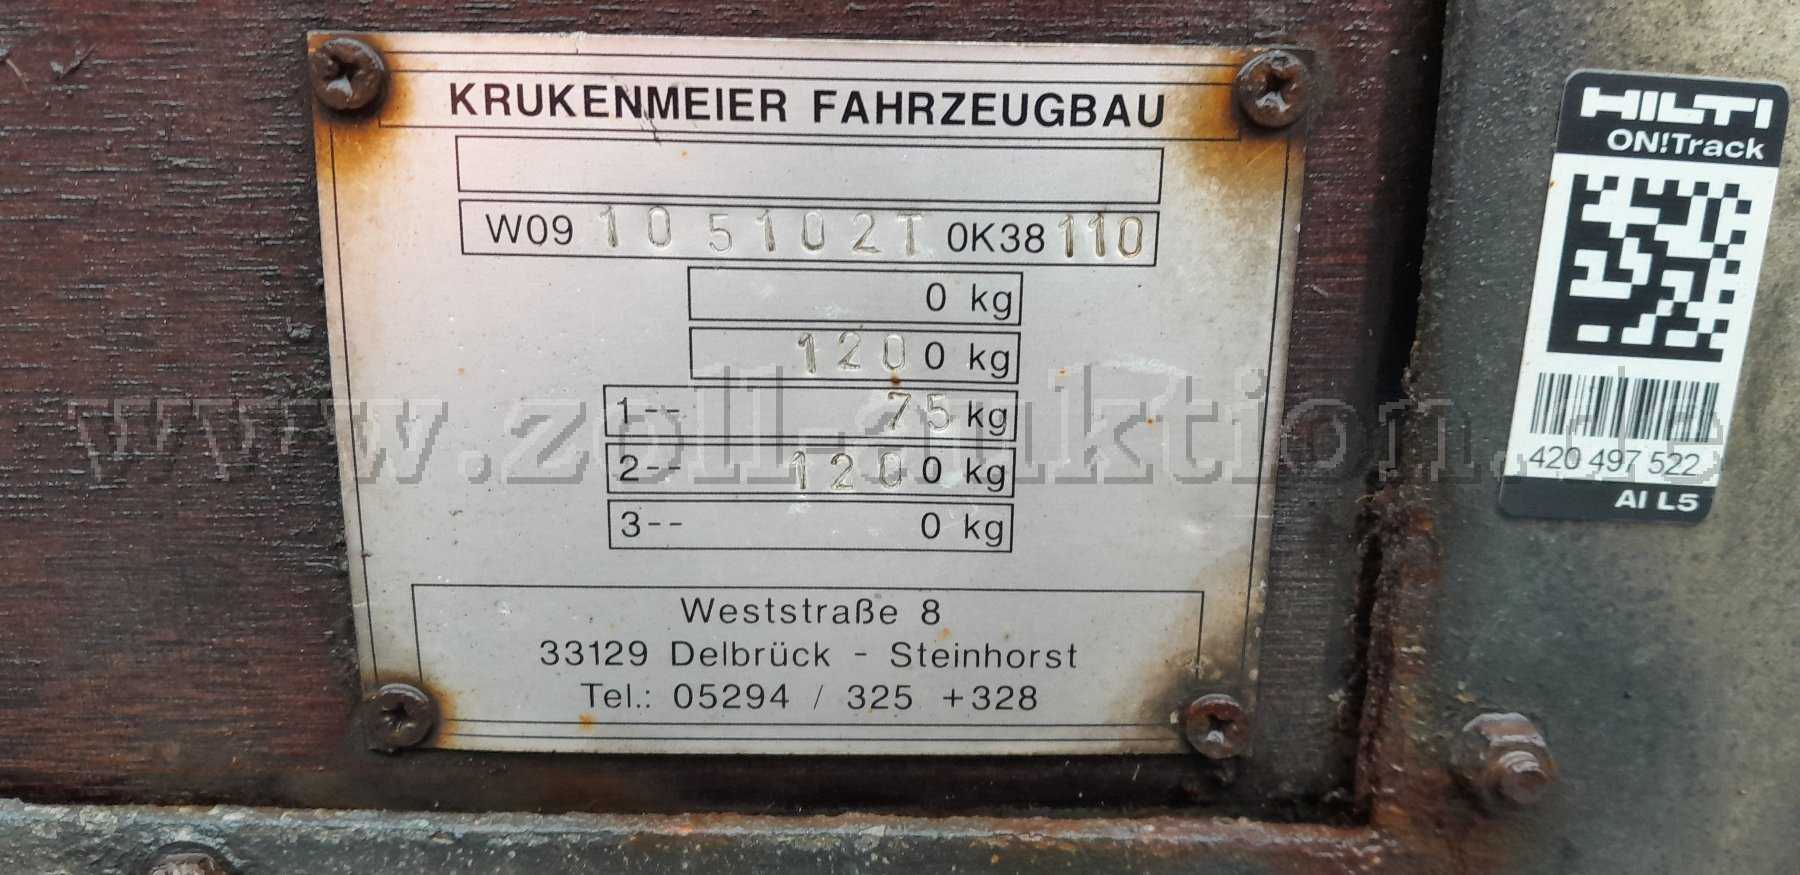 KRUKENMEIER FAHRZEUGBAU
W09 105102T 0K38110
0 kg
1200 kg
1-- 75 kg
2-- 1200 kg
3-- 0 kg
Weststraße 8
33129 Delbrück - Steinhorst
Tel.: 05294 / 325 +328
HILTI
ON!Track
420 497 522
AI L5
www.zoll-auktion.de